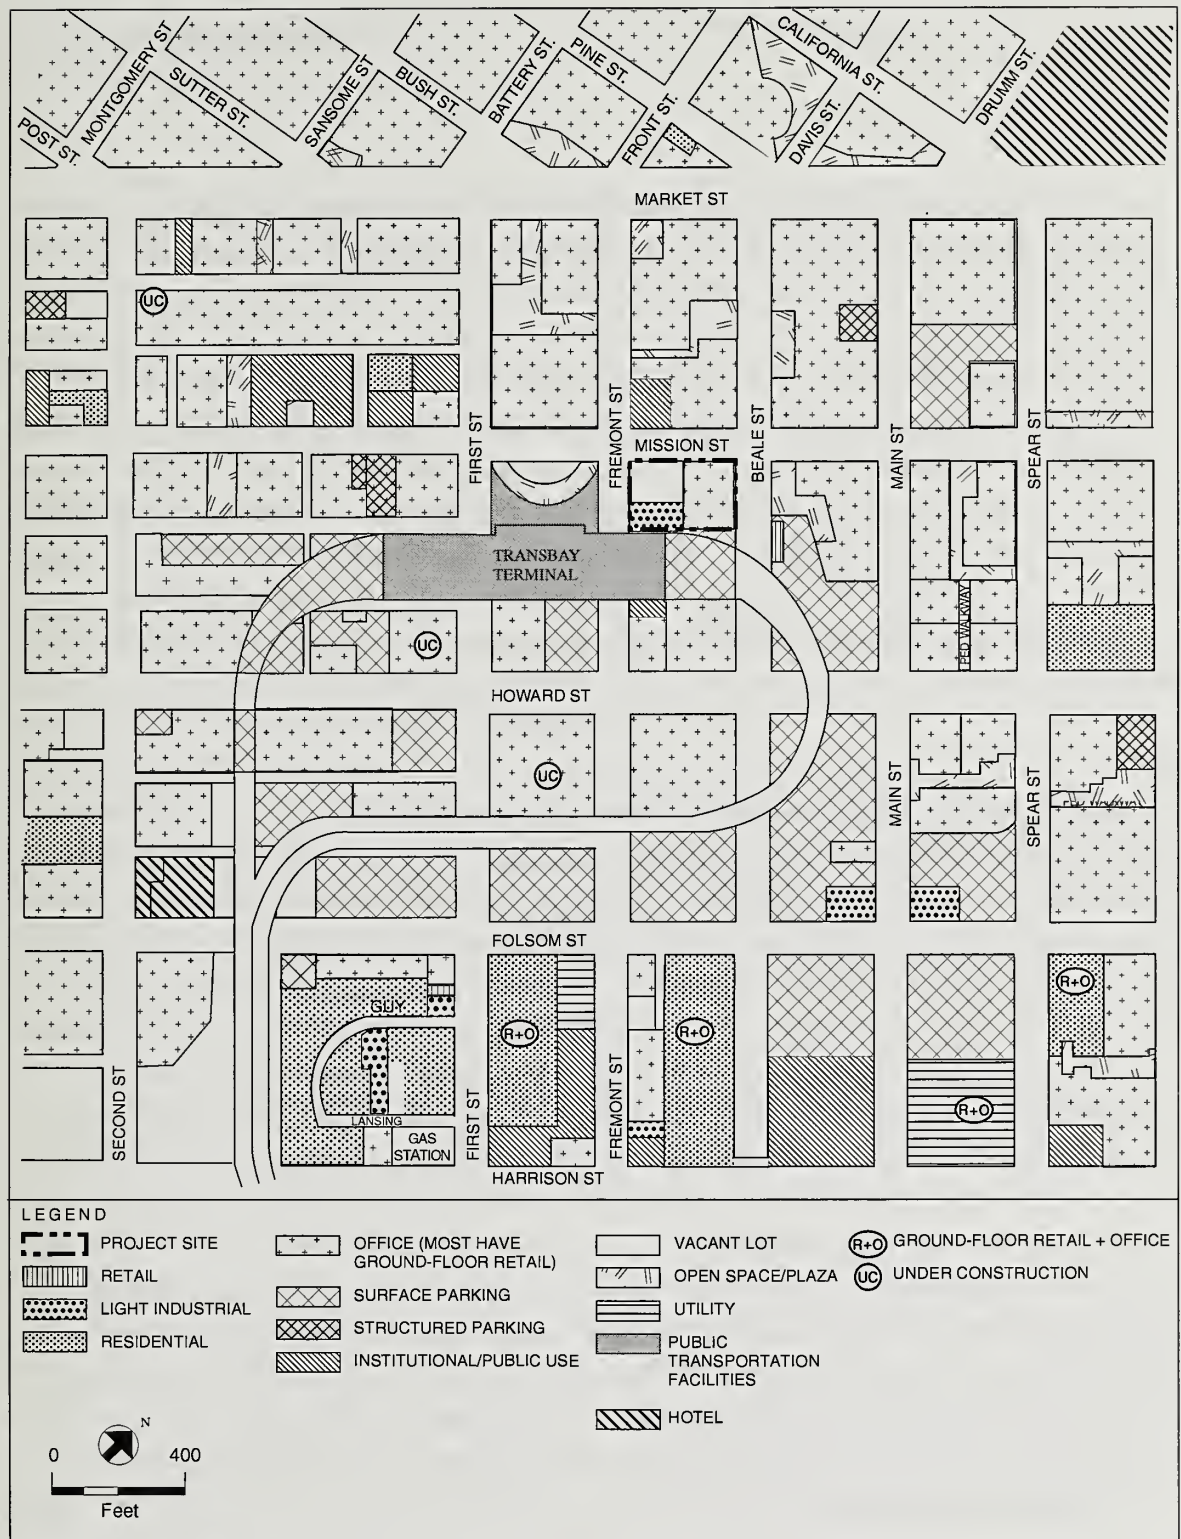 MONTGOMERY ST.
SUTTER ST.
POST ST.
SANSOME ST.
BUSH ST.
BATTERY ST.
PINE ST.
FRONT ST.
CALIFORNIA ST.
DAVIS ST.
DRUMM ST.
MARKET ST
UC
FIRST ST
FREMONT ST
MISSION ST
BEALE ST
MAIN ST
SPEAR ST
TRANSBAY
TERMINAL
UC
PED WALKWAY
HOWARD ST
UC
MAIN ST
SPEAR ST
FOLSOM ST
GUY
R+O
R+O
R+O
R+O
SECOND ST
LANSING
GAS
STATION
FIRST ST
FREMONT ST
HARRISON ST
LEGEND
PROJECT SITE
RETAIL
LIGHT INDUSTRIAL
RESIDENTIAL
OFFICE (MOST HAVE
GROUND-FLOOR RETAIL)
SURFACE PARKING
STRUCTURED PARKING
INSTITUTIONAL/PUBLIC USE
VACANT LOT
OPEN SPACE/PLAZA
UTILITY
PUBLIC
TRANSPORTATION
FACILITIES
HOTEL
R+O GROUND-FLOOR RETAIL + OFFICE
UC UNDER CONSTRUCTION
N
0 400
Feet